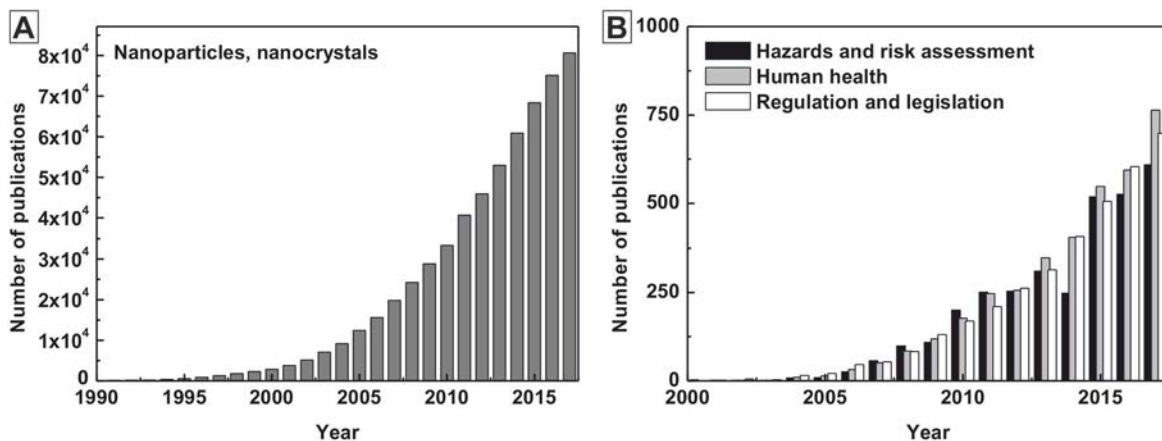 A
Nanoparticles, nanocrystals
Number of publications
8x10⁴
8x10⁴
7x10⁴
6x10⁴
5x10⁴
4x10⁴
3x10⁴
2x10⁴
1x10⁴
0
1990 1995 2000 2005 2010 2015
Year
B
Hazards and risk assessment
Human health
Regulation and legislation
Number of publications
1000
750
500
250
0
2000 2005 2010 2015
Year